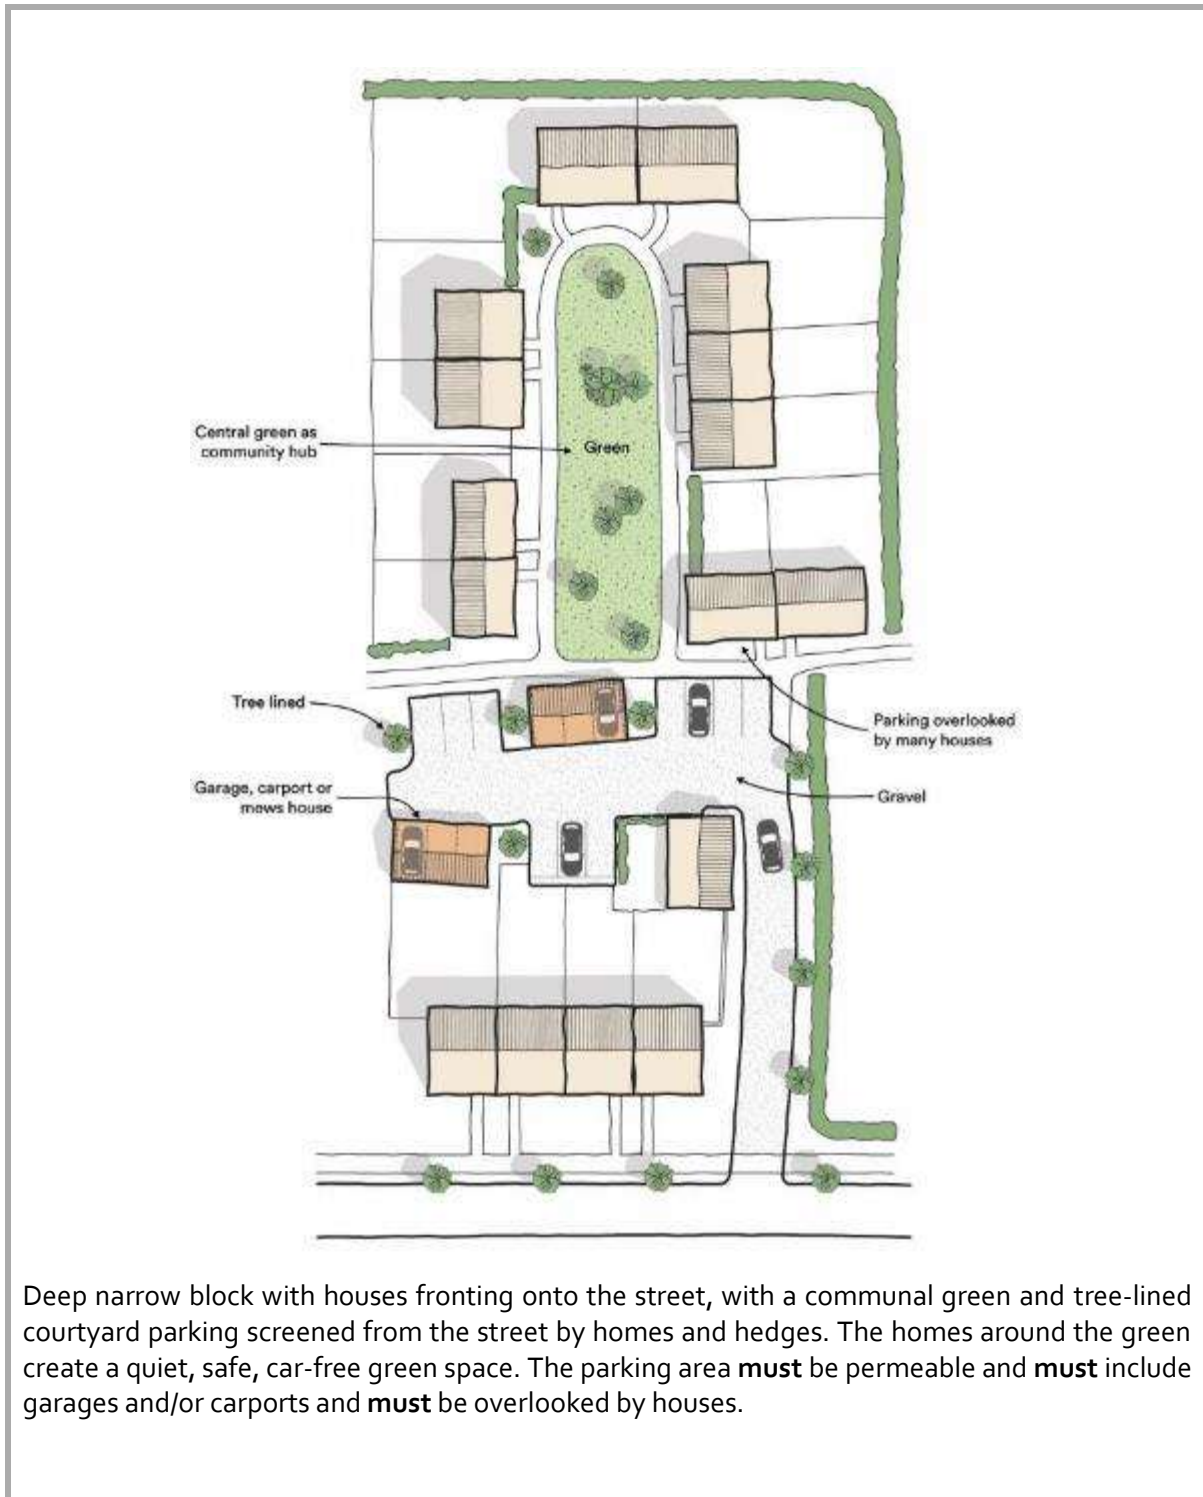 Central green as
community hub
Green
Tree lined
Parking overlooked
by many houses
Garage, carport or
mews house
Gravel
Deep narrow block with houses fronting onto the street, with a communal green and tree-lined
courtyard parking screened from the street by homes and hedges. The homes around the green
create a quiet, safe, car-free green space. The parking area must be permeable and must include
garages and/or carports and must be overlooked by houses.